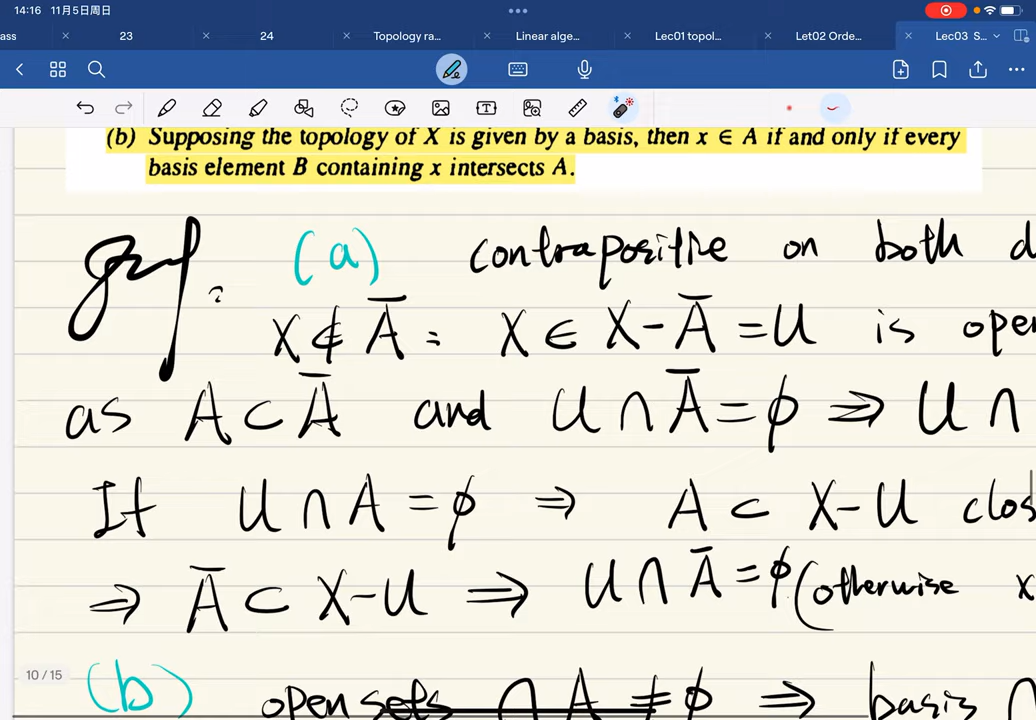 14:16 11月5日周日
ass 23 24 Topology ra... Linear alge... Lec01 topol... Let02 Orde... Lec03 S...
(b) Supposing the topology of X is given by a basis, then x ∈ A if and only if every
basis element B containing x intersects A.
(a) contrapositive on both d
x ∉ Ā : x ∈ X - Ā = U is open
as A ⊂ Ā and U ∩ Ā = ϕ ⇒ U ∩
If U ∩ A = ϕ ⇒ A ⊂ X - U clos
⇒ Ā ⊂ X - U ⇒ U ∩ Ā = ϕ (otherwise x
10 / 15
(b) open sets ∩ A ≠ ϕ ⇒ basis ∩